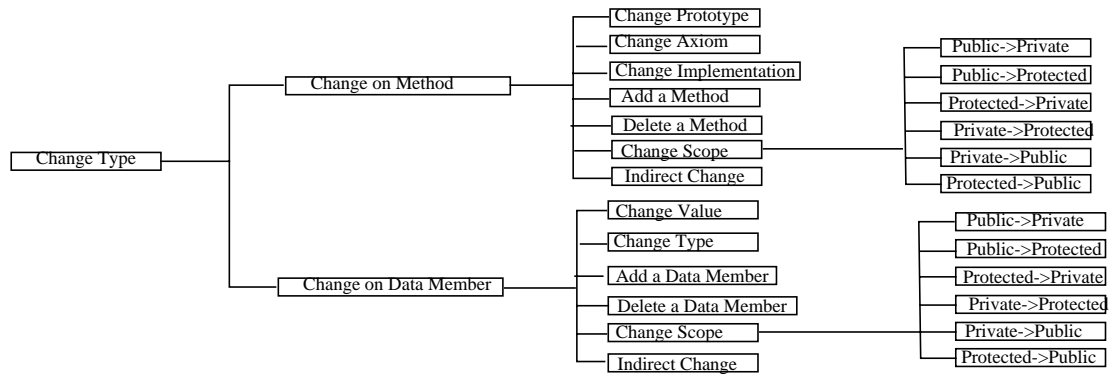 Change Type
Change on Method
Change Prototype
Change Axiom
Change Implementation
Add a Method
Delete a Method
Change Scope
Indirect Change
Public->Private
Public->Protected
Protected->Private
Private->Protected
Private->Public
Protected->Public
Change on Data Member
Change Value
Change Type
Add a Data Member
Delete a Data Member
Change Scope
Indirect Change
Public->Private
Public->Protected
Protected->Private
Private->Protected
Private->Public
Protected->Public